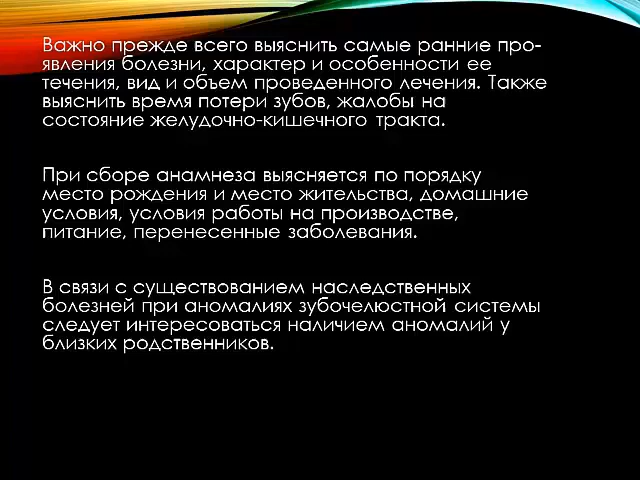 Важно прежде всего выяснить самые ранние про-
явления болезни, характер и особенности ее
течения, вид и объем проведенного лечения. Также
выяснить время потери зубов, жалобы на
состояние желудочно-кишечного тракта.
При сборе анамнеза выясняется по порядку
место рождения и место жительства, домашние
условия, условия работы на производстве,
питание, перенесенные заболевания.
В связи с существованием наследственных
болезней при аномалиях зубочелюстной системы
следует интересоваться наличием аномалий у
близких родственников.